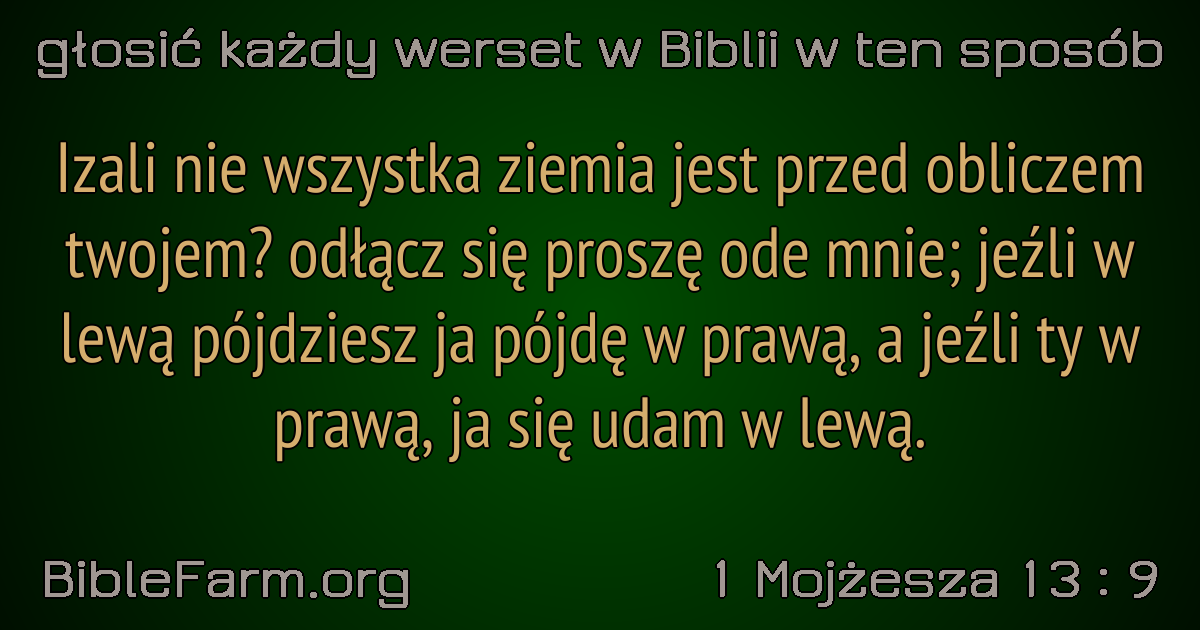 głosić każdy werset w Biblii w ten sposób
Izali nie wszystka ziemia jest przed obliczem
twojem? odłącz się proszę ode mnie; jeźli w
lewą pójdziesz ja pójdę w prawą, a jeźli ty w
prawą, ja się udam w lewą.
BibleFarm.org
1 Mojżesza 13 : 9